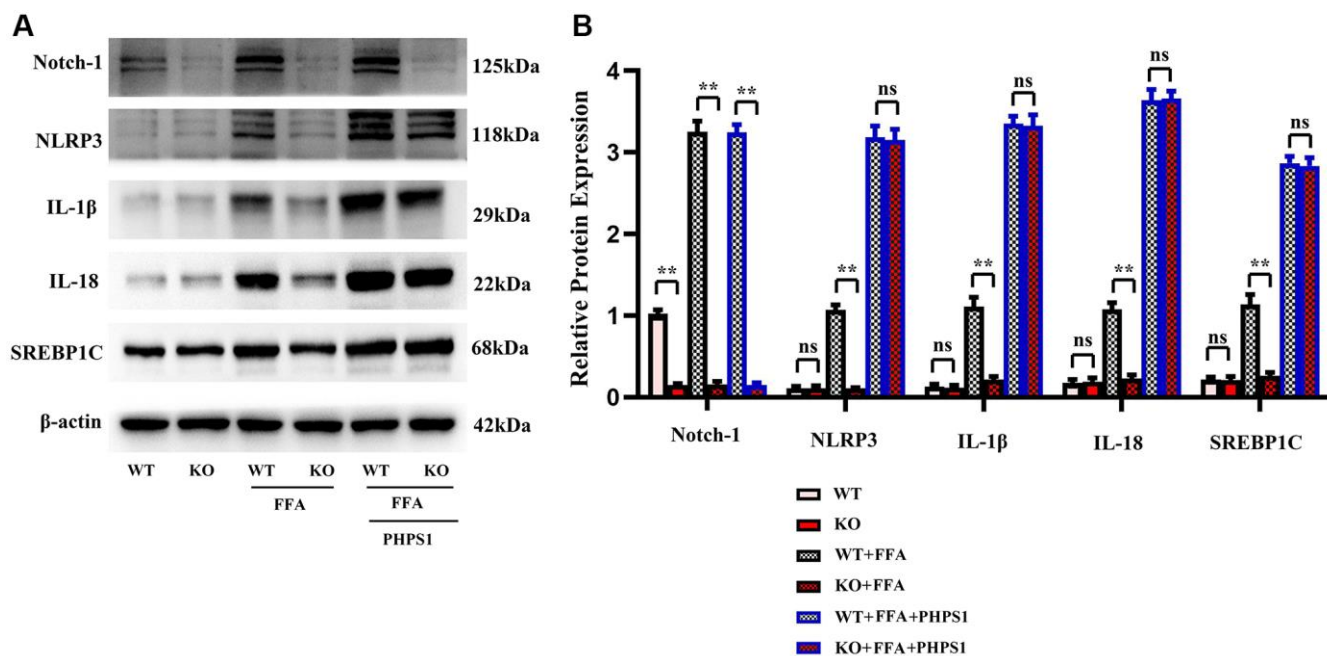 A
Notch-1
125kDa
NLRP3
118kDa
IL-1β
29kDa
IL-18
22kDa
SREBP1C
68kDa
β-actin
42kDa
WT KO WT KO WT KO
FFA FFA
PHPS1
B
Relative Protein Expression
4
3
2
1
0
** ** **
ns ** ns
ns ** ns
ns ** ns
ns ** ns
Notch-1 NLRP3 IL-1β IL-18 SREBP1C
WT
KO
WT+FFA
KO+FFA
WT+FFA+PHPS1
KO+FFA+PHPS1